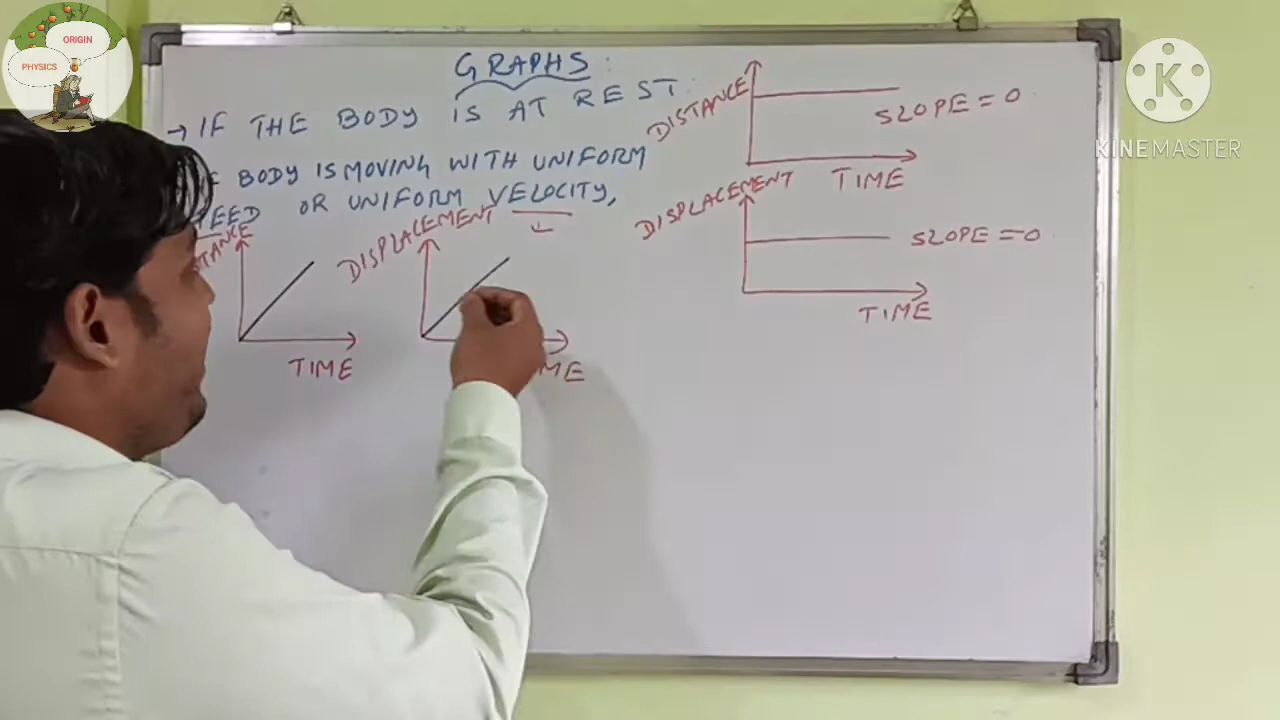 ORIGIN
PHYSICS
KINEMASTER
GRAPHS:
→ IF THE BODY IS AT REST:
BODY IS MOVING WITH UNIFORM
OR UNIFORM VELOCITY,
DISTANCE
SLOPE = 0
TIME
DISPLACEMENT
SLOPE = 0
TIME
TIME
DISPLACEMENT